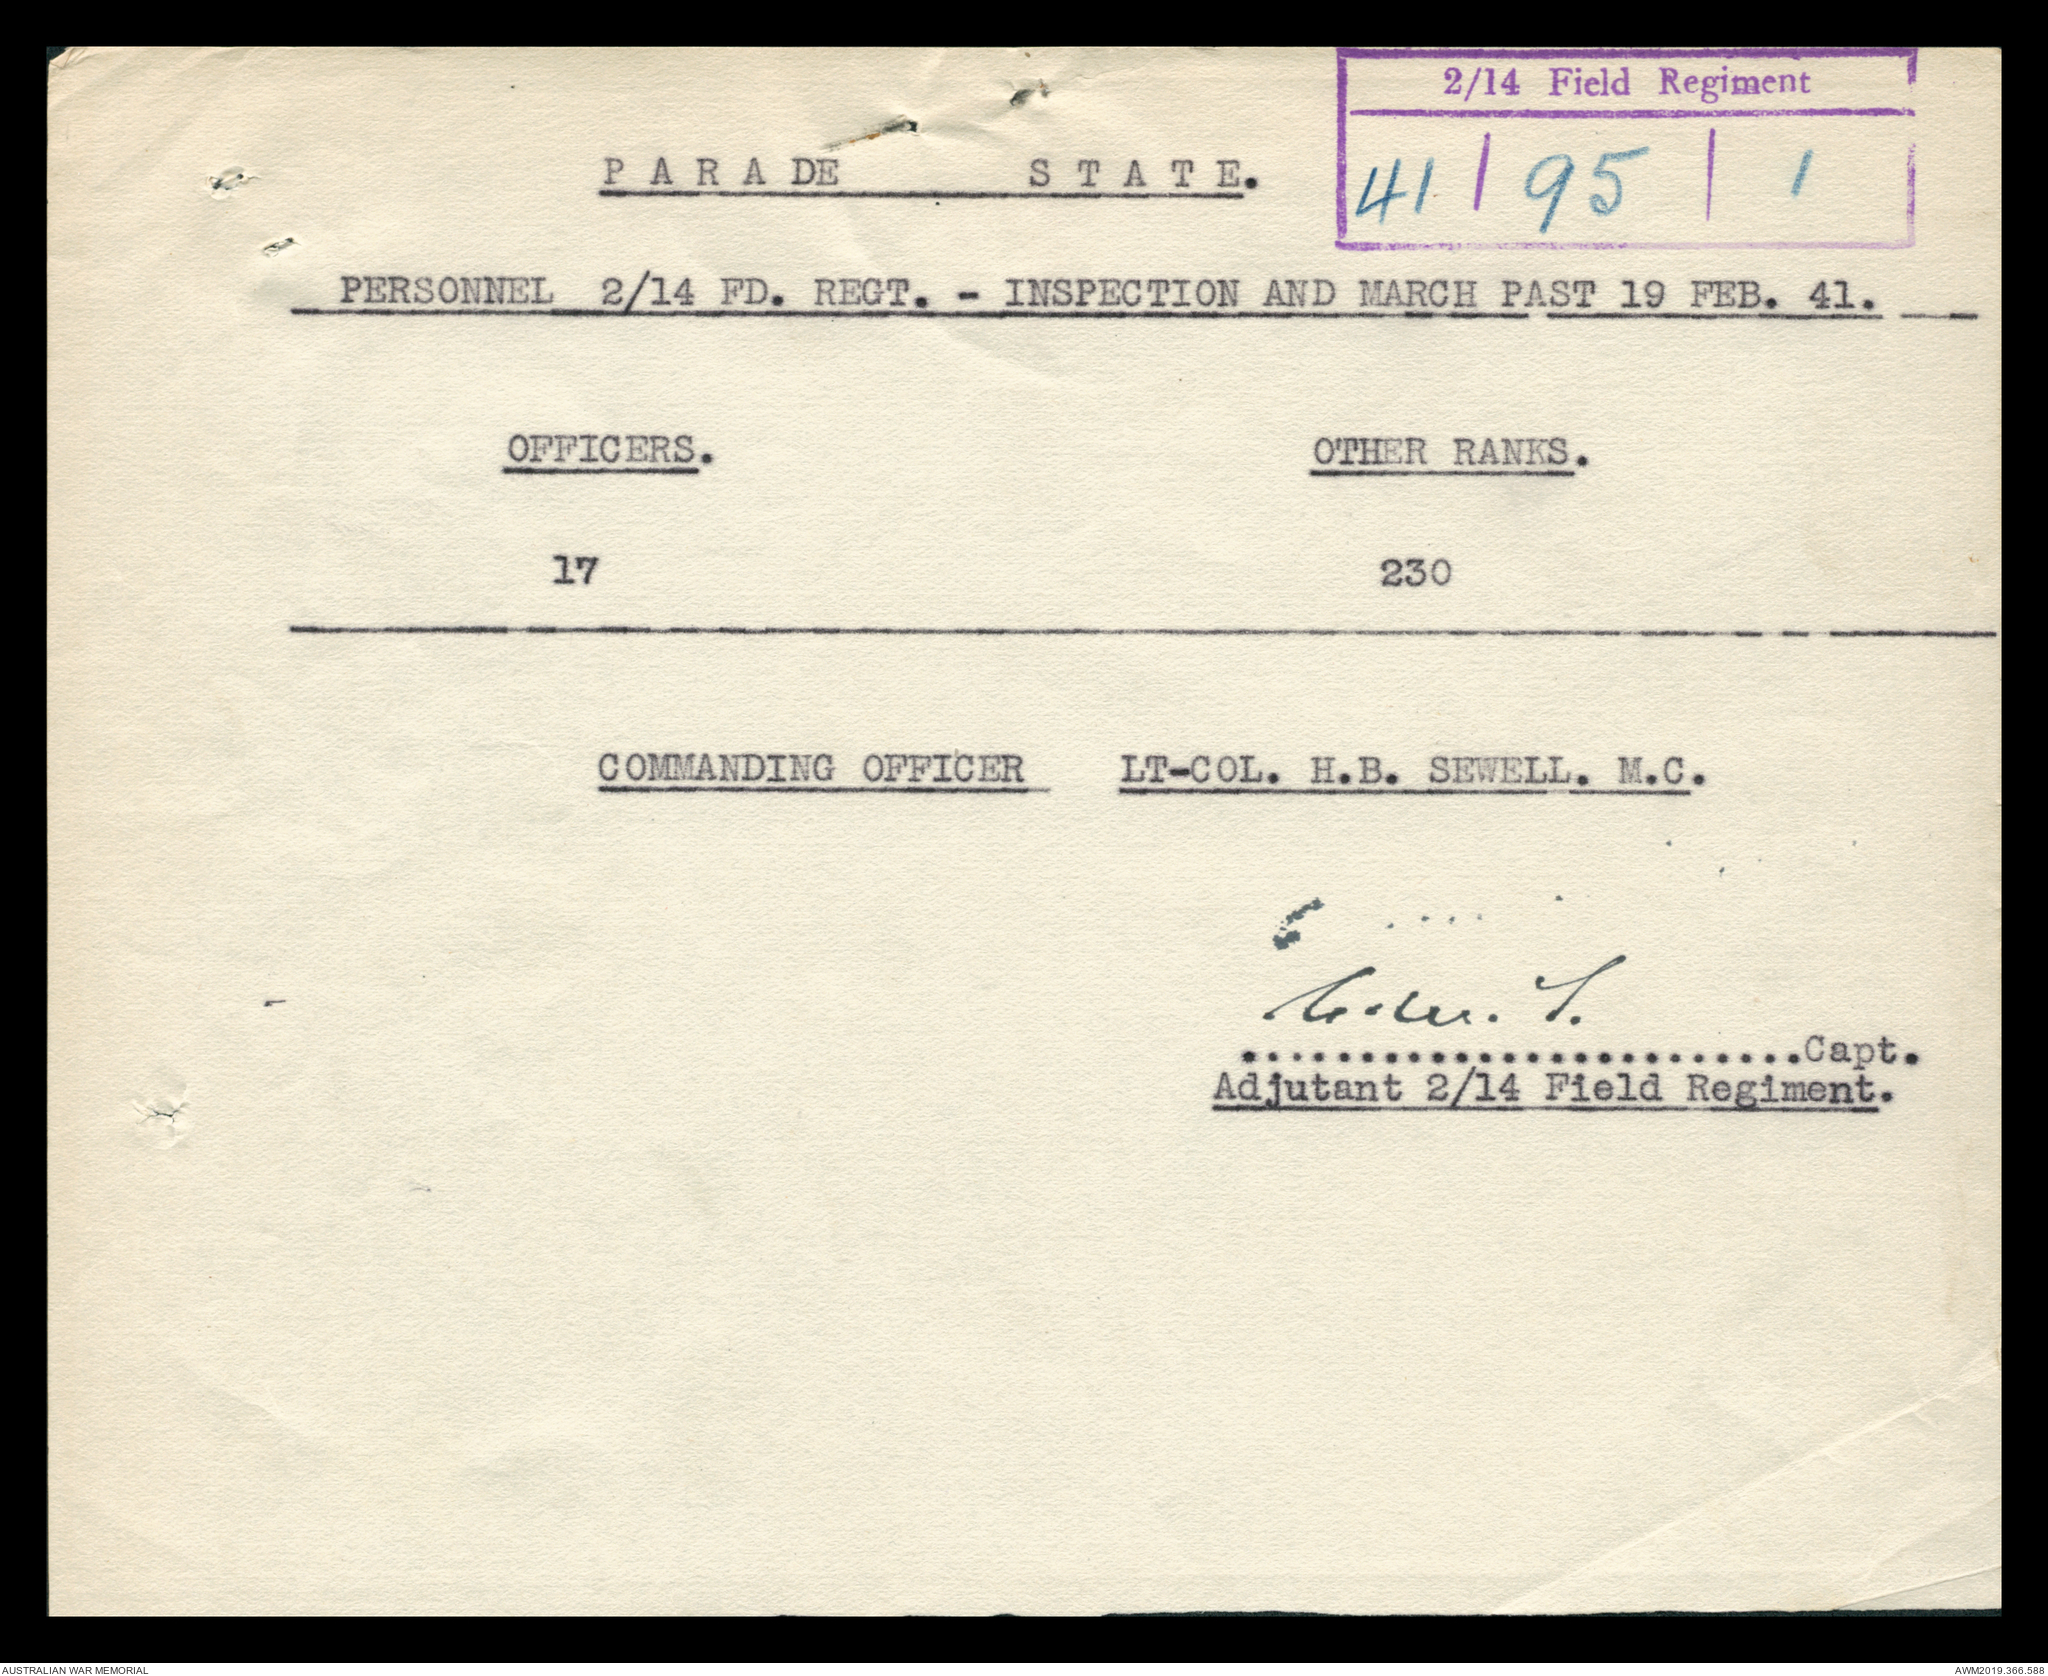 2/14 Field Regiment
41 | 95 | 1
PARADE STATE.
PERSONNEL 2/14 FD. REGT. - INSPECTION AND MARCH PAST 19 FEB. 41.
OFFICERS. OTHER RANKS.
17 230
COMMANDING OFFICER LT-COL. H.B. SEWELL. M.C.
........................Capt.
Adjutant 2/14 Field Regiment.
AUSTRALIAN WAR MEMORIAL
AWM2019.366.588